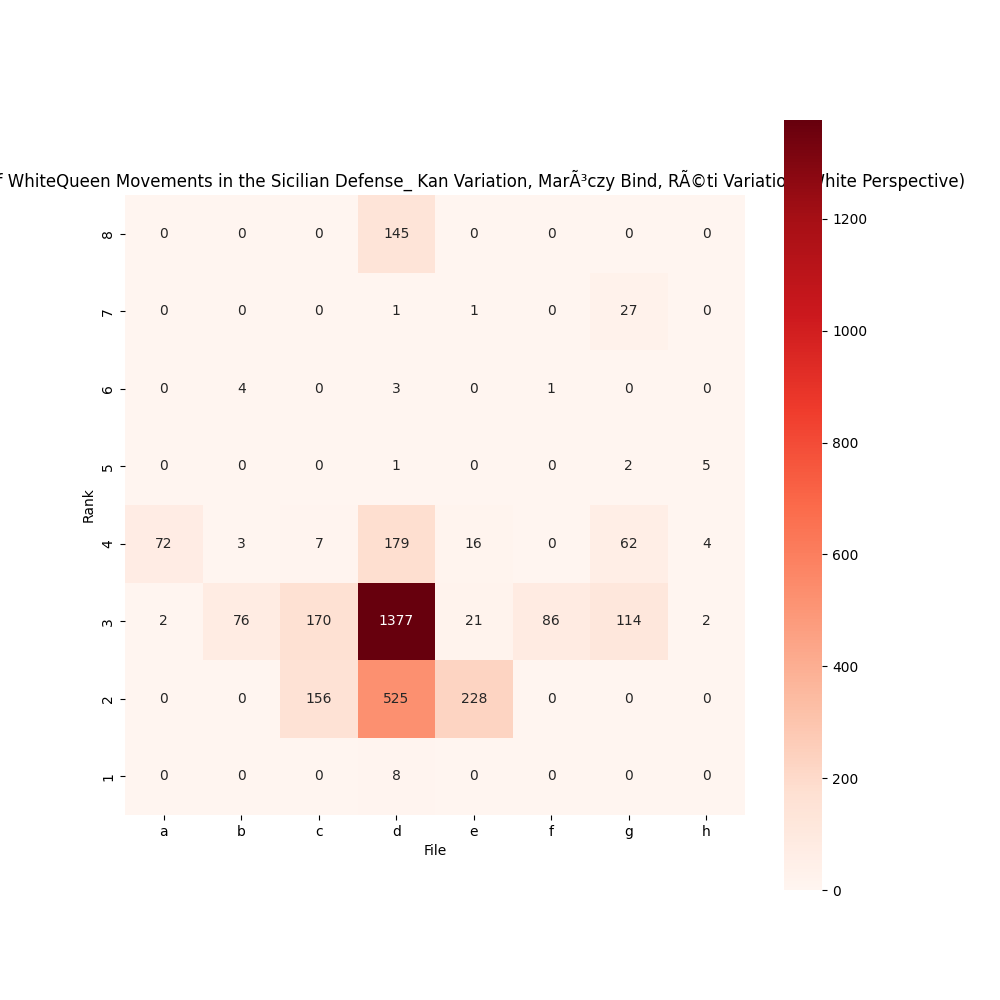 f WhiteQueen Movements in the Sicilian Defense_ Kan Variation, MarÃ³czy Bind, RÃ©ti Variatio hite Perspective)
8 0 0 0 145 0 0 0 0
7 0 0 0 1 1 0 27 0
6 0 4 0 3 0 1 0 0
5 0 0 0 1 0 0 2 5
4 72 3 7 179 16 0 62 4
3 2 76 170 1377 21 86 114 2
2 0 0 156 525 228 0 0 0
1 0 0 0 8 0 0 0 0
a b c d e f g h
File
Rank
1200
1000
800
600
400
200
0